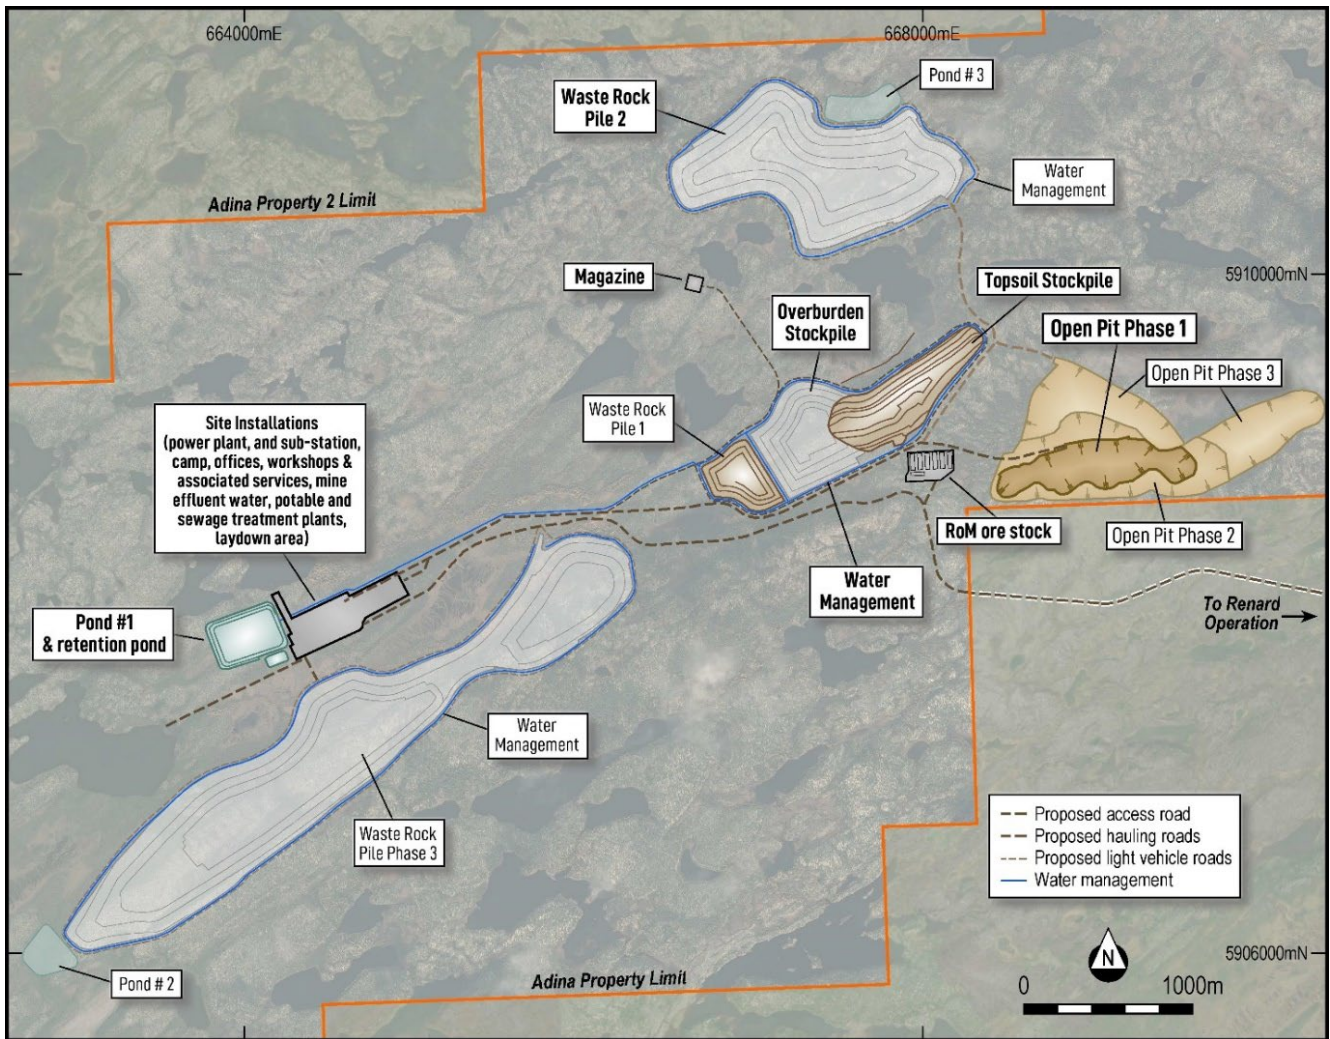 664000mE
668000mE
Pond # 3
Waste Rock
Pile 2
Water
Management
Adina Property 2 Limit
Magazine
5910000mN
Topsoil Stockpile
Overburden
Stockpile
Open Pit Phase 1
Open Pit Phase 3
Waste Rock
Pile 1
Site Installations
(power plant, and sub-station,
camp, offices, workshops &
associated services, mine
effluent water, potable and
sewage treatment plants,
laydown area)
RoM ore stock
Open Pit Phase 2
Water
Management
To Renard
Operation
Pond #1
& retention pond
Water
Management
Waste Rock
Pile Phase 3
Proposed access road
Proposed hauling roads
Proposed light vehicle roads
Water management
Pond # 2
Adina Property Limit
N
5906000mN
0 1000m